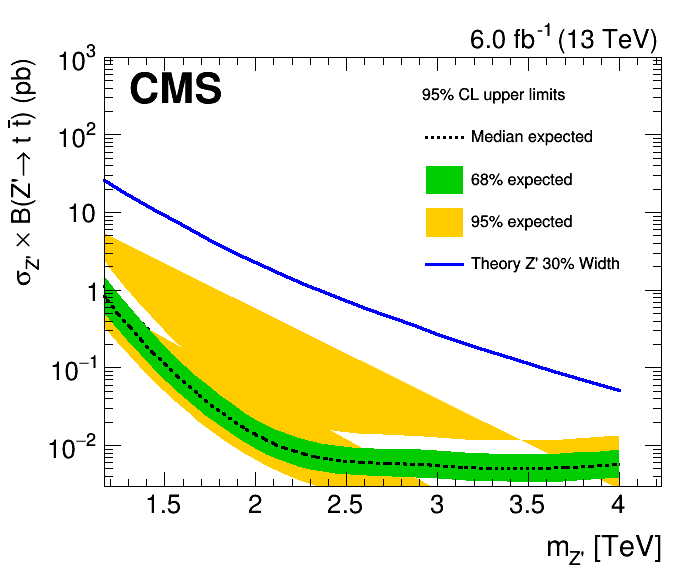 6.0 fb⁻¹ (13 TeV)
CMS
σ_Z' × B(Z'→ t t̄) (pb)
10³
10²
10
1
10⁻¹
10⁻²
95% CL upper limits
Median expected
68% expected
95% expected
Theory Z' 30% Width
1.5 2 2.5 3 3.5 4
m_Z' [TeV]